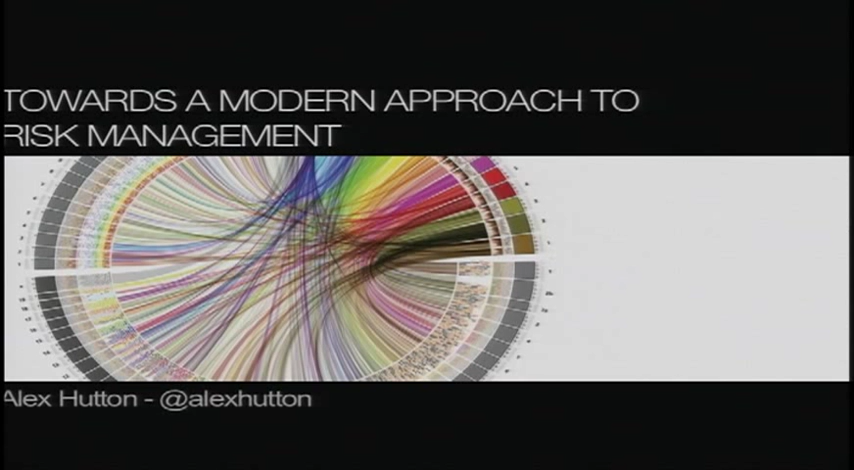 TOWARDS A MODERN APPROACH TO
RISK MANAGEMENT
Alex Hutton - @alexhutton